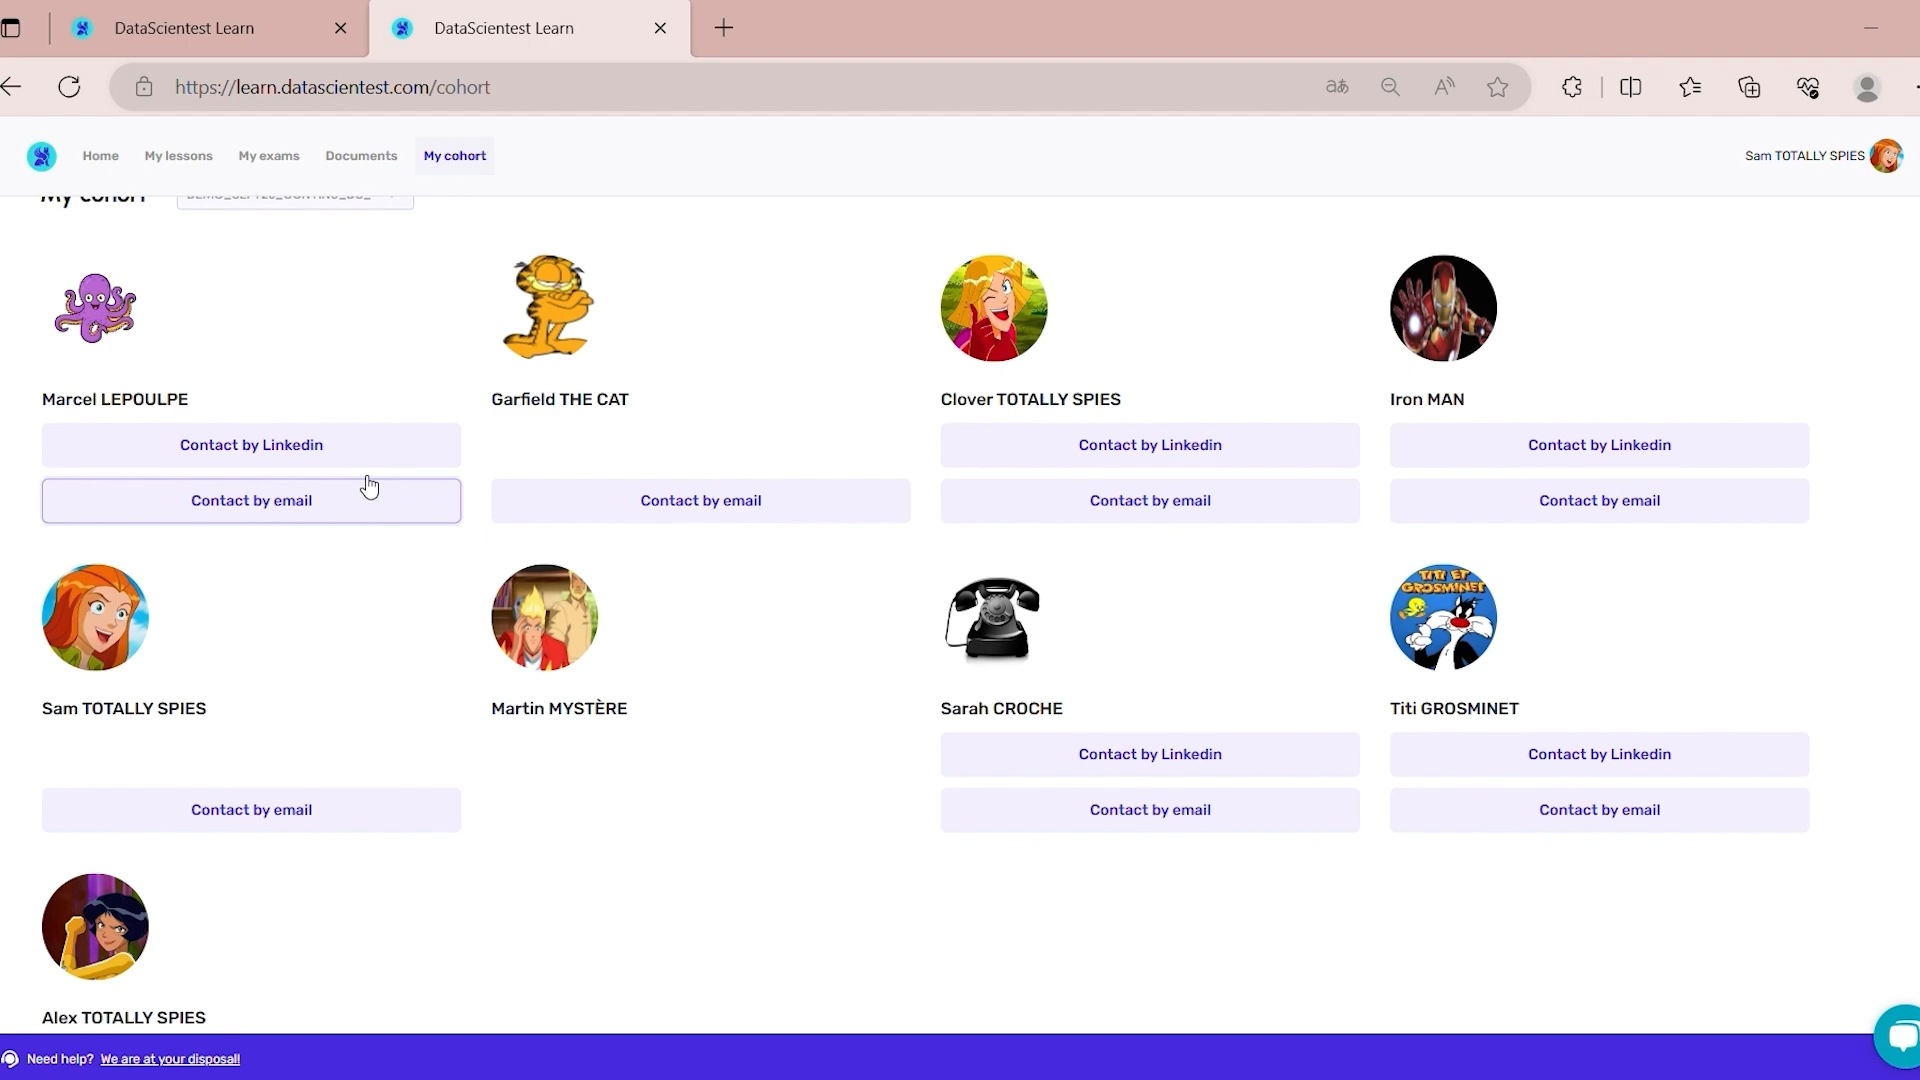 DataScientest Learn
DataScientest Learn
https://learn.datascientest.com/cohort
Home My lessons My exams Documents My cohort
Sam TOTALLY SPIES
My cohort
Marcel LEPOULPE
Garfield THE CAT
Clover TOTALLY SPIES
Iron MAN
Contact by Linkedin
Contact by Linkedin
Contact by Linkedin
Contact by email
Contact by email
Contact by email
Contact by email
TITI ET
GROSMINET
Sam TOTALLY SPIES
Martin MYSTÈRE
Sarah CROCHE
Titi GROSMINET
Contact by Linkedin
Contact by Linkedin
Contact by email
Contact by email
Contact by email
Alex TOTALLY SPIES
Need help? We are at your disposal!